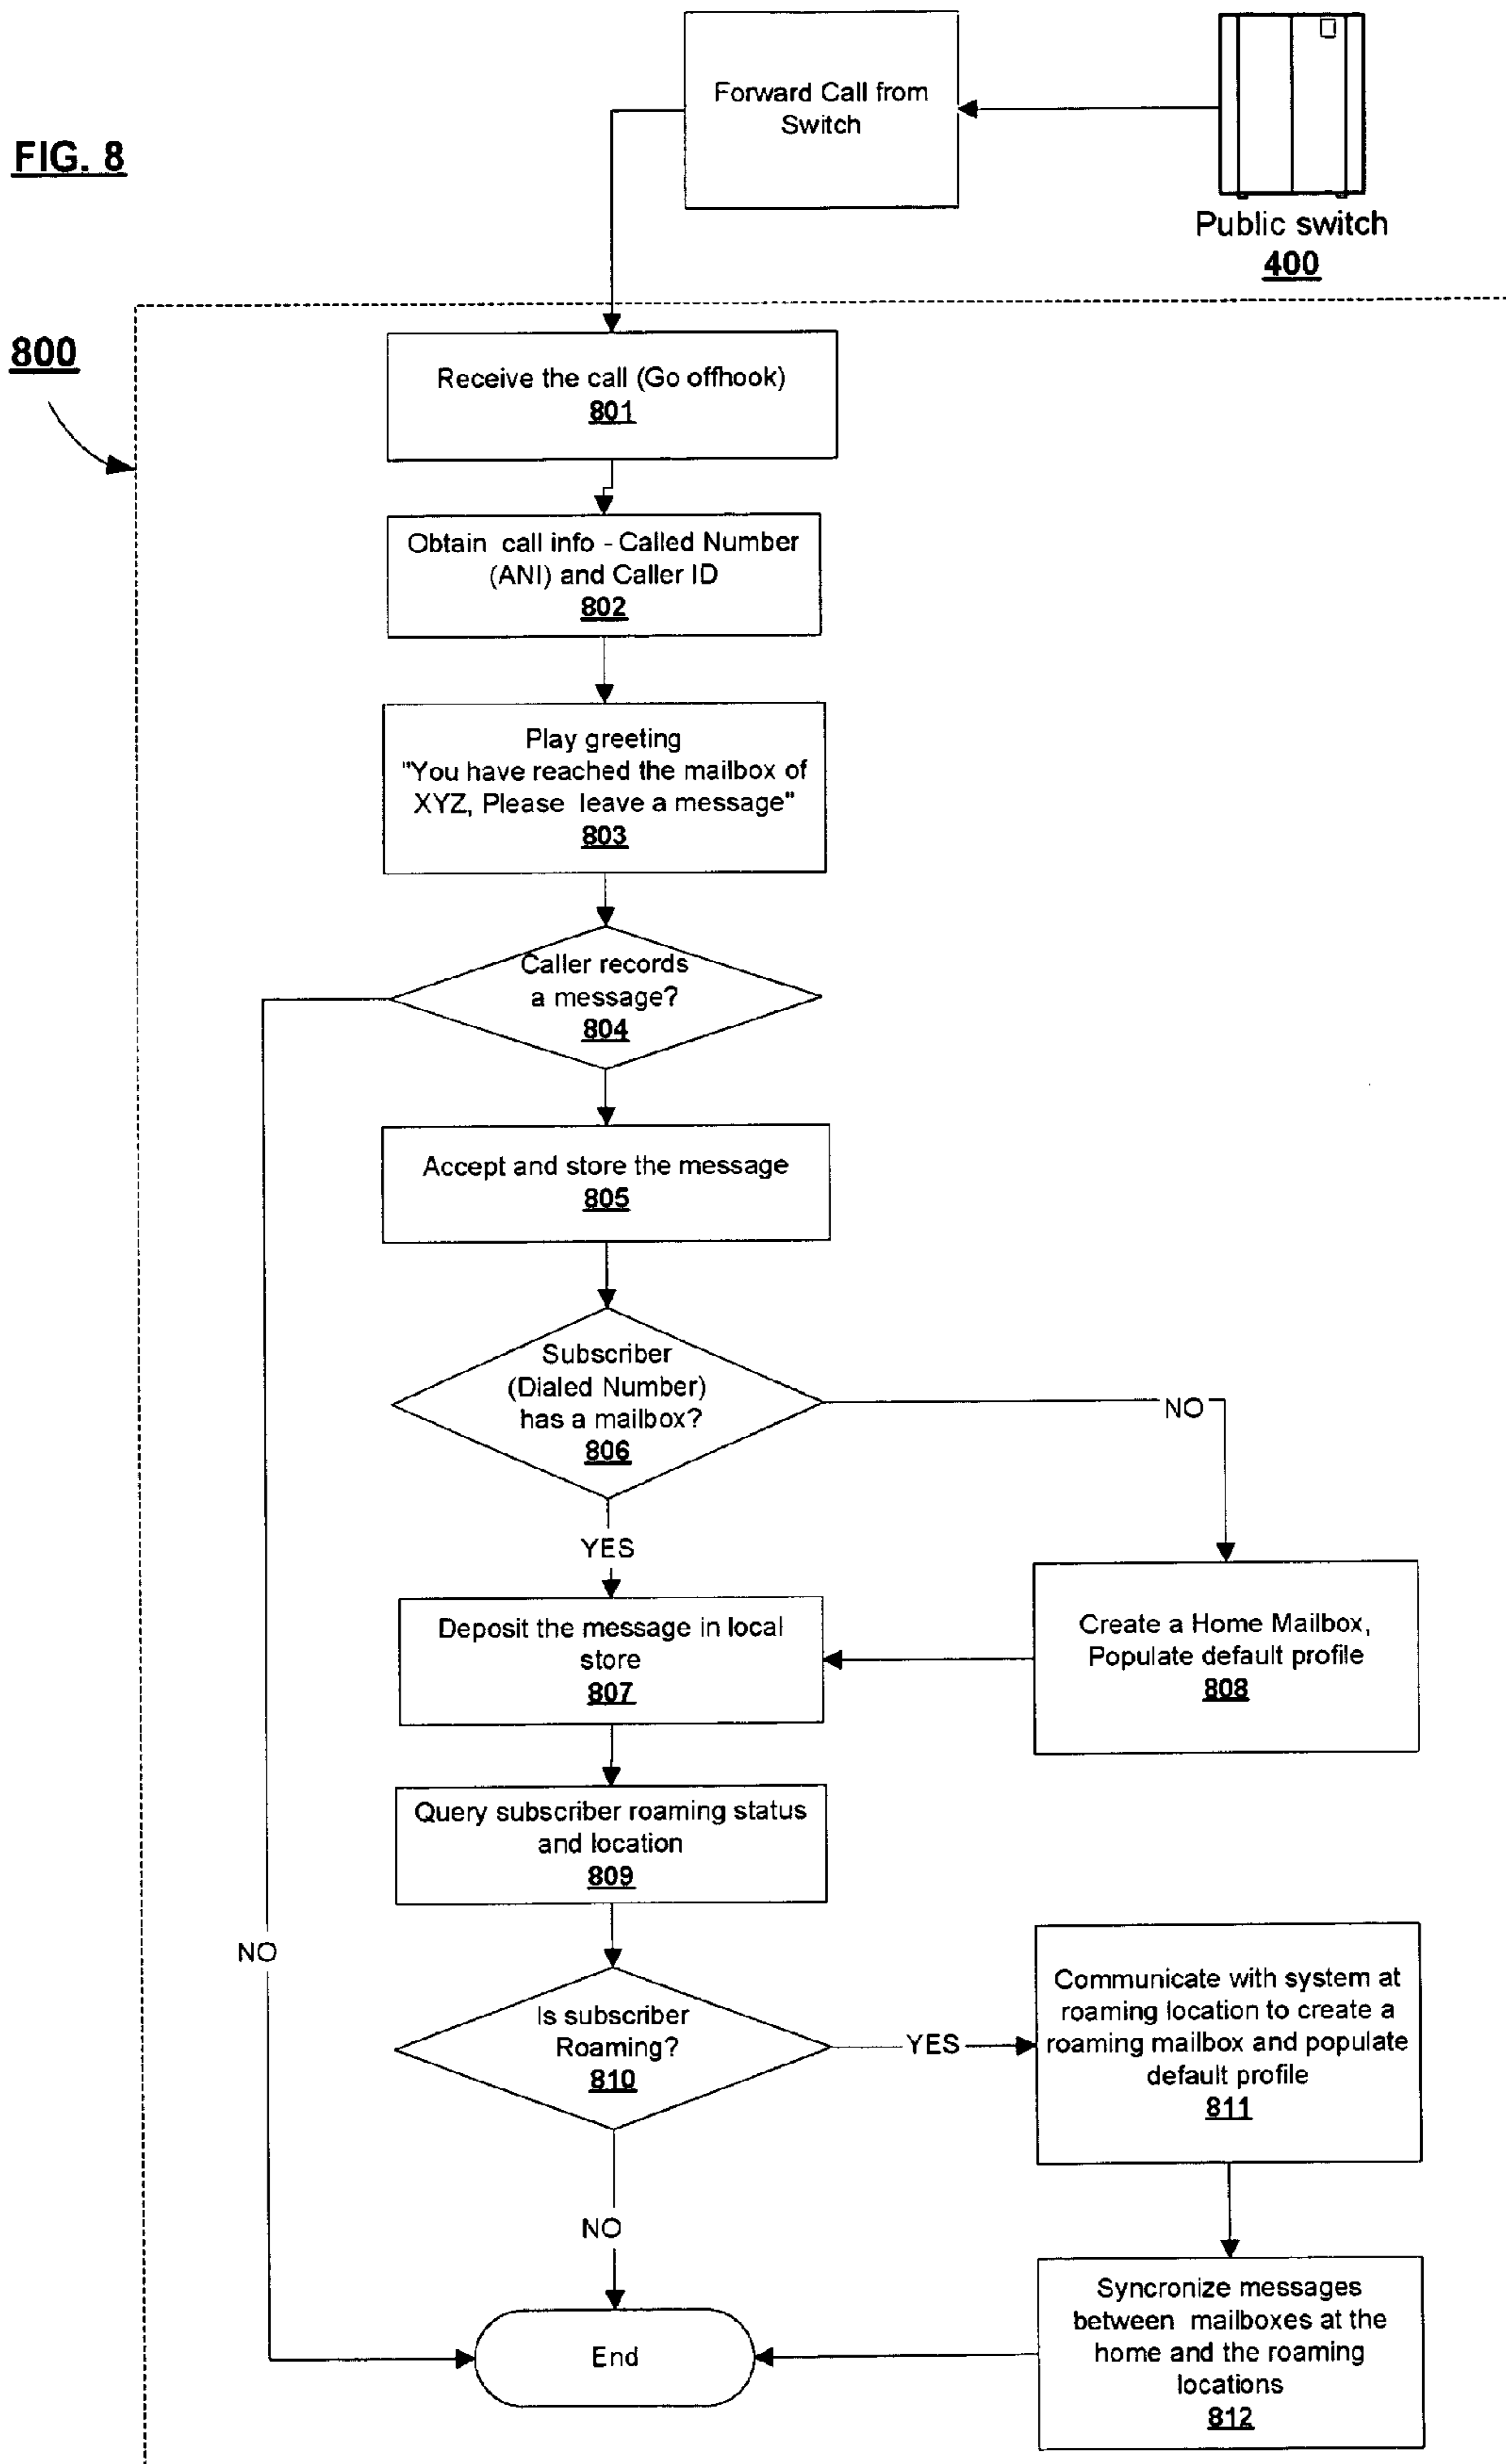 FIG. 8
Forward Call from
Switch
Public switch
400
800
Receive the call (Go offhook)
801
Obtain call info - Called Number
(ANI) and Caller ID
802
Play greeting
"You have reached the mailbox of
XYZ, Please leave a message"
803
Caller records
a message?
804
Accept and store the message
805
Subscriber
(Dialed Number)
has a mailbox?
806
NO
YES
Deposit the message in local
store
807
Create a Home Mailbox,
Populate default profile
808
Query subscriber roaming status
and location
809
NO
Is subscriber
Roaming?
810
YES
Communicate with system at
roaming location to create a
roaming mailbox and populate
default profile
811
NO
End
Syncronize messages
between mailboxes at the
home and the roaming
locations
812